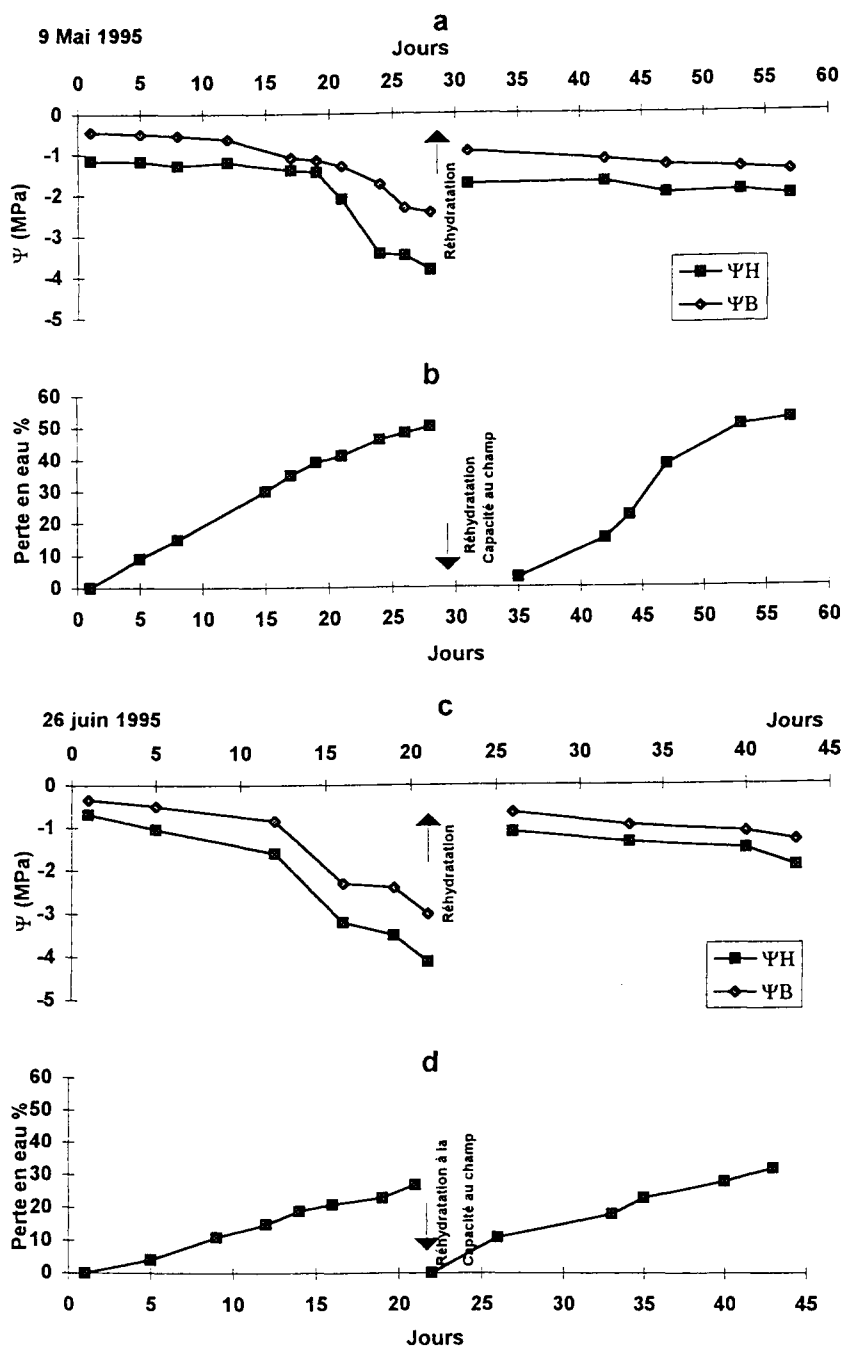 a
9 Mai 1995
Jours
0 5 10 15 20 25 30 35 40 45 50 55 60
0
-1
-2
-3
-4
-5
Ψ (MPa)
Réhydratation
ΨH
ΨB
b
60
50
40
30
20
10
0
Perte en eau %
Réhydratation
Capacité au champ
0 5 10 15 20 25 30 35 40 45 50 55 60
Jours
c
26 juin 1995
Jours
0 5 10 15 20 25 30 35 40 45
0
-1
-2
-3
-4
-5
Ψ (MPa)
Réhydratation
ΨH
ΨB
d
60
50
40
30
20
10
0
Perte en eau %
Réhydratation à la
Capacité au champ
0 5 10 15 20 25 30 35 40 45
Jours